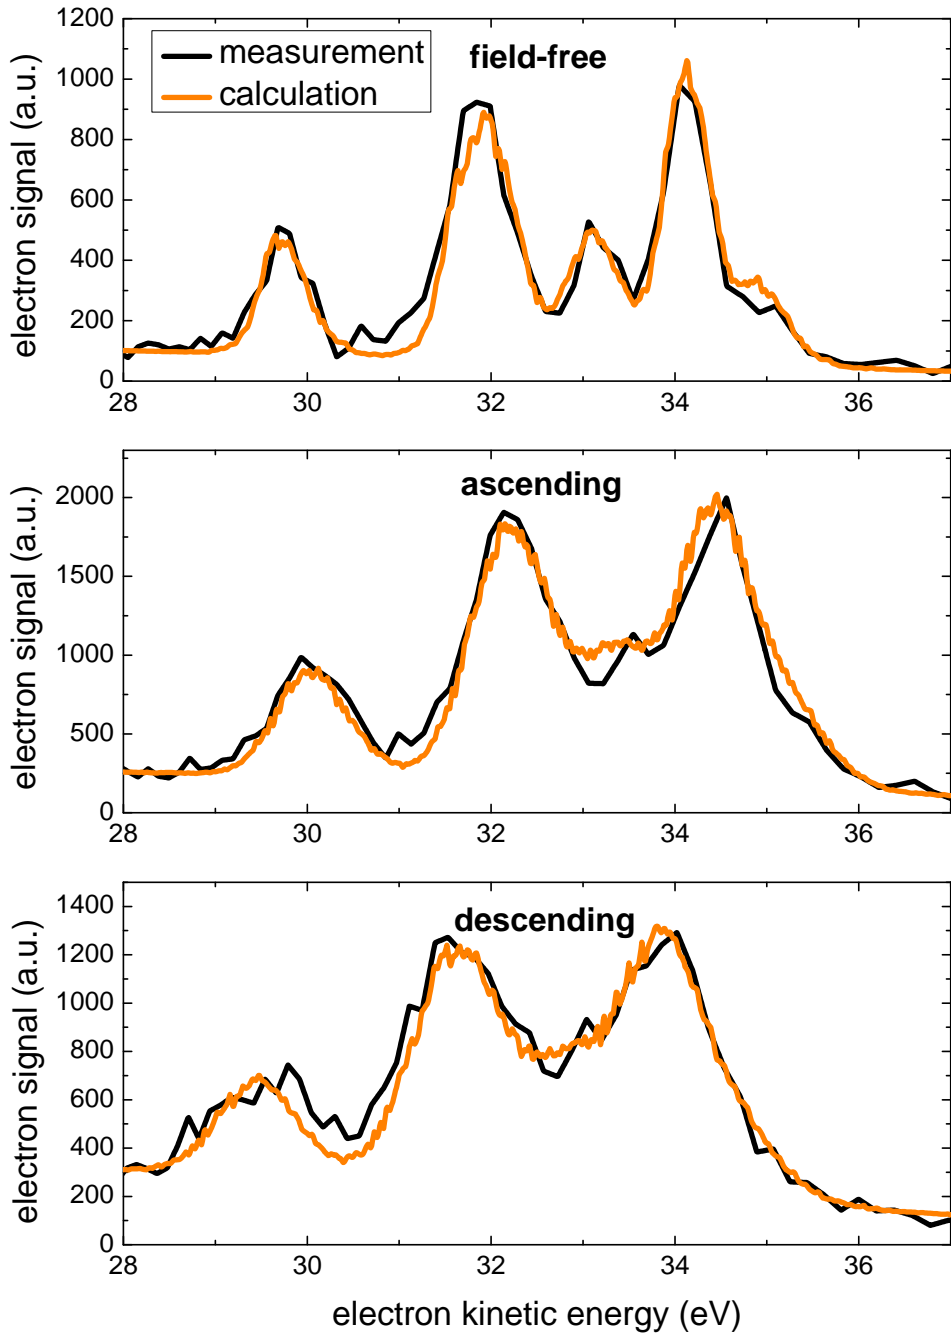 1200
1000
800
600
400
200
0
electron signal (a.u.)
measurement
calculation
field-free
28 30 32 34 36
2000
1500
1000
500
0
electron signal (a.u.)
ascending
28 30 32 34 36
1400
1200
1000
800
600
400
200
0
electron signal (a.u.)
descending
28 30 32 34 36
electron kinetic energy (eV)